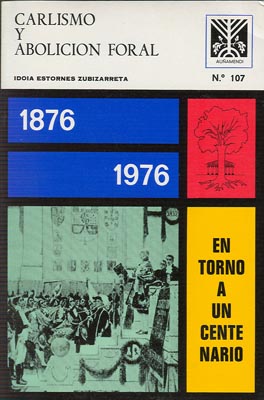 CARLISMO
Y
ABOLICION FORAL
IDOIA ESTORNES ZUBIZARRETA
AUÑAMENDI
N.º 107
1876
1976
EN
TORNO
A
UN
CENTE
NARIO